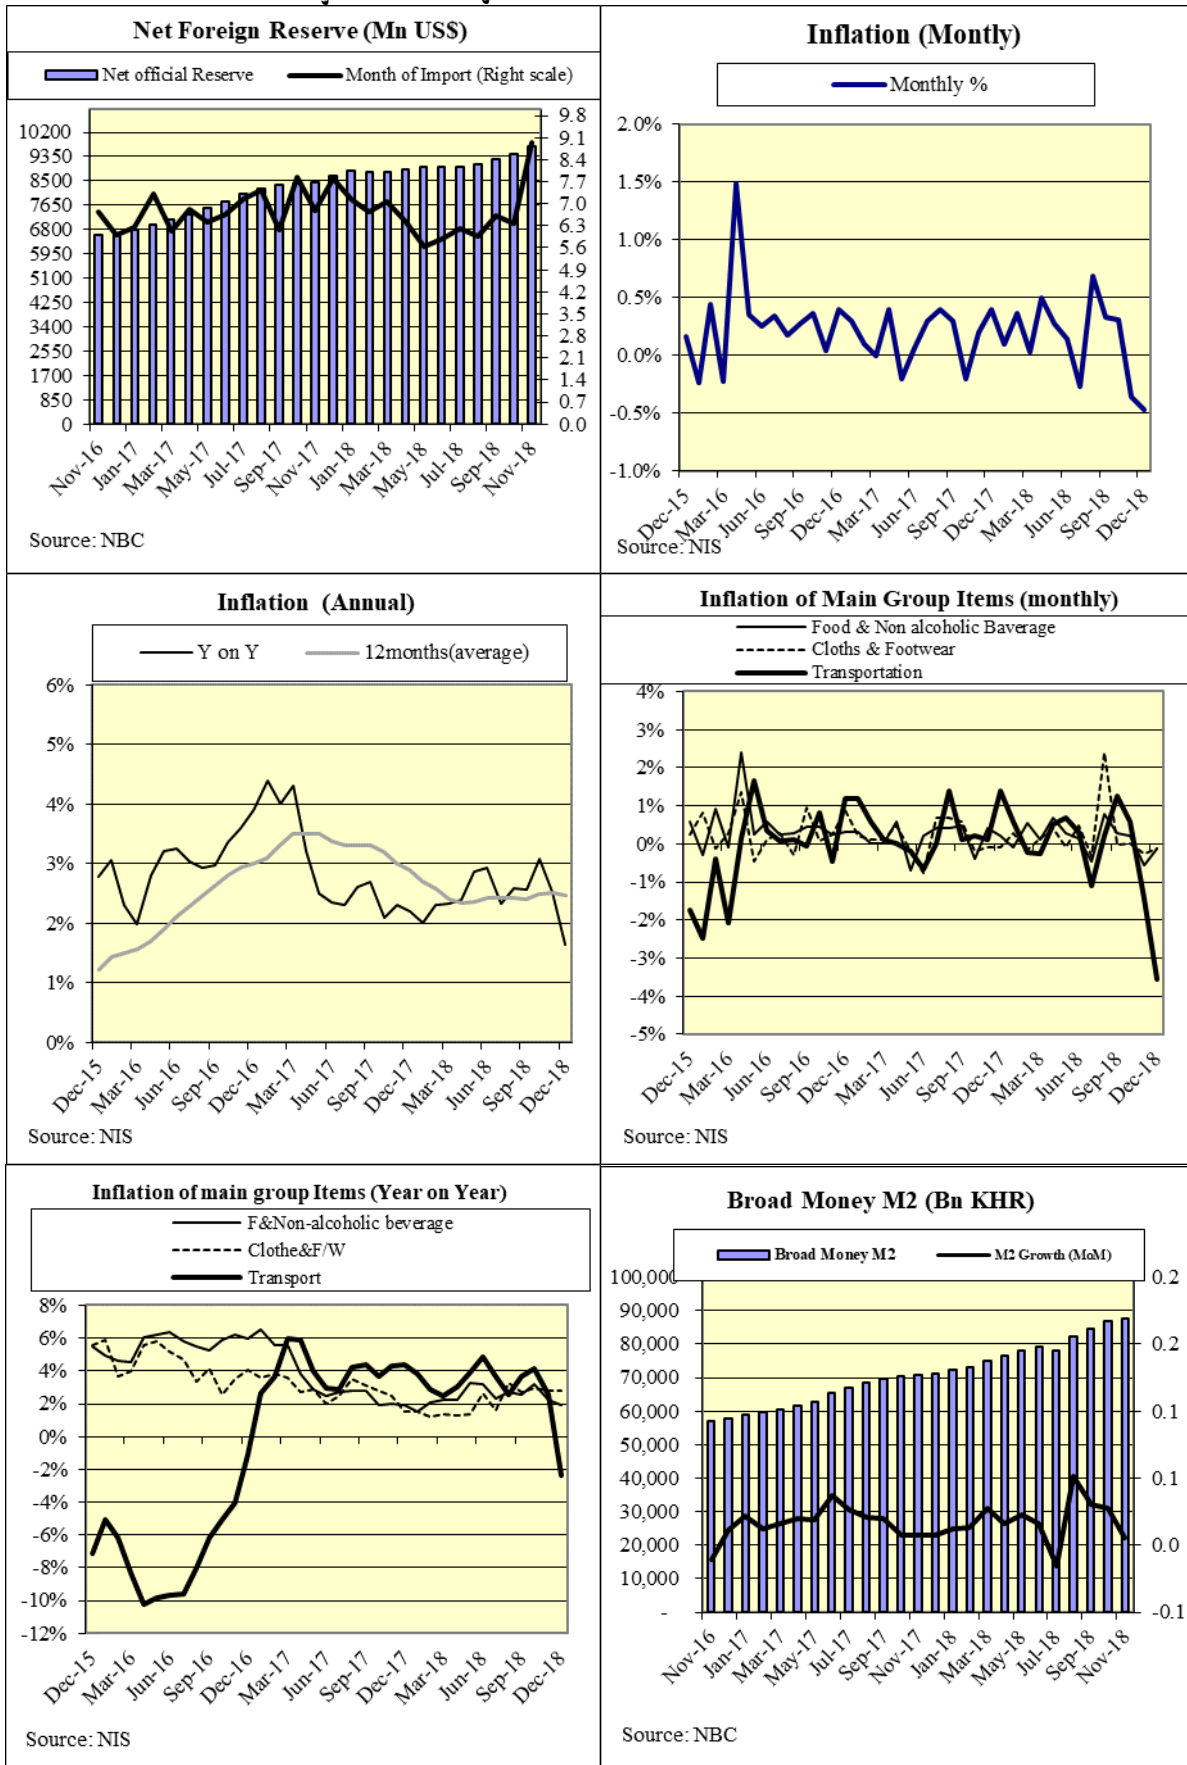 Net Foreign Reserve (Mn US$)
Net official Reserve
Month of Import (Right scale)
10200
9350
8500
7650
6800
5950
5100
4250
3400
2550
1700
850
0
9.8
9.1
8.4
7.7
7.0
6.3
5.6
4.9
4.2
3.5
2.8
2.1
1.4
0.7
0.0
Nov-16
Jan-17
Mar-17
May-17
Jul-17
Sep-17
Nov-17
Jan-18
Mar-18
May-18
Jul-18
Sep-18
Nov-18
Source: NBC
Inflation (Montly)
Monthly %
2.0%
1.5%
1.0%
0.5%
0.0%
-0.5%
-1.0%
Dec-15
Mar-16
Jun-16
Sep-16
Dec-16
Mar-17
Jun-17
Sep-17
Dec-17
Mar-18
Jun-18
Sep-18
Dec-18
Source: NIS
Inflation (Annual)
Y on Y
12months(average)
6%
5%
4%
3%
2%
1%
0%
Dec-15
Mar-16
Jun-16
Sep-16
Dec-16
Mar-17
Jun-17
Sep-17
Dec-17
Mar-18
Jun-18
Sep-18
Dec-18
Source: NIS
Inflation of Main Group Items (monthly)
Food & Non alcoholic Baverage
Cloths & Footwear
Transportation
4%
3%
2%
1%
0%
-1%
-2%
-3%
-4%
-5%
Dec-15
Mar-16
Jun-16
Sep-16
Dec-16
Mar-17
Jun-17
Sep-17
Dec-17
Mar-18
Jun-18
Sep-18
Dec-18
Source: NIS
Inflation of main group Items (Year on Year)
F&Non-alcoholic beverage
Clothe&F/W
Transport
8%
6%
4%
2%
0%
-2%
-4%
-6%
-8%
-10%
-12%
Dec-15
Mar-16
Jun-16
Sep-16
Dec-16
Mar-17
Jun-17
Sep-17
Dec-17
Mar-18
Jun-18
Sep-18
Dec-18
Source: NIS
Broad Money M2 (Bn KHR)
Broad Money M2
M2 Growth (MoM)
100,000
90,000
80,000
70,000
60,000
50,000
40,000
30,000
20,000
10,000
-
0.2
0.2
0.1
0.1
0.0
-0.1
Nov-16
Jan-17
Mar-17
May-17
Jul-17
Sep-17
Nov-17
Jan-18
Mar-18
May-18
Jul-18
Sep-18
Nov-18
Source: NBC